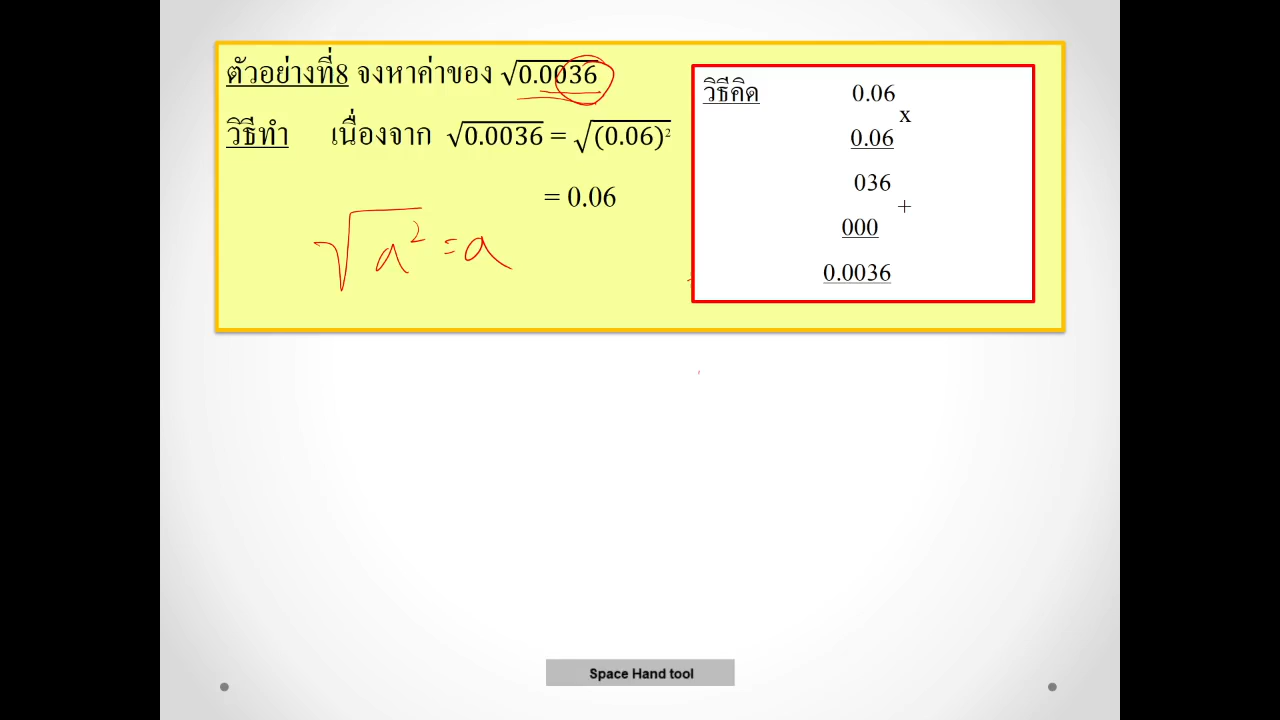 ตัวอย่างที่8 จงหาค่าของ √0.0036
วิธีทำ เนื่องจาก √0.0036 = √(0.06)²
= 0.06
√a² = a
วิธีคิด 0.06
x
0.06
036
+
000
0.0036
Space Hand tool